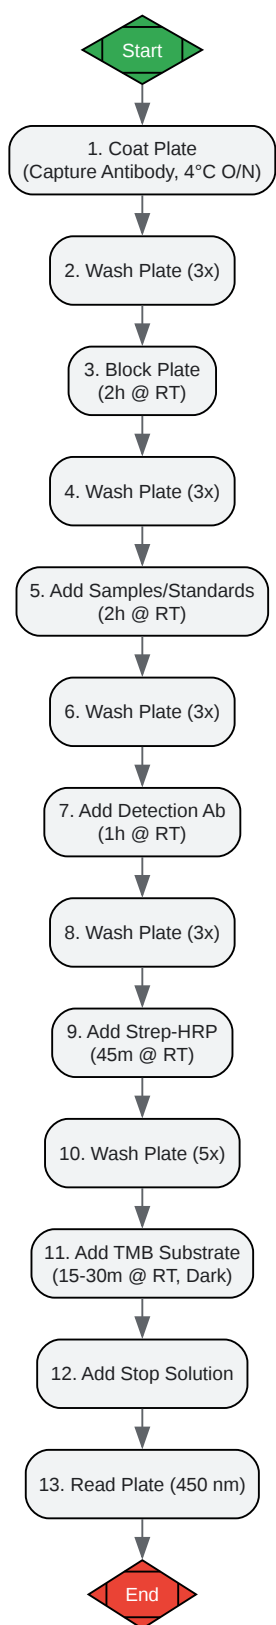 Start
1. Coat Plate
(Capture Antibody, 4°C O/N)
2. Wash Plate (3x)
3. Block Plate
(2h @ RT)
4. Wash Plate (3x)
5. Add Samples/Standards
(2h @ RT)
6. Wash Plate (3x)
7. Add Detection Ab
(1h @ RT)
8. Wash Plate (3x)
9. Add Strep-HRP
(45m @ RT)
10. Wash Plate (5x)
11. Add TMB Substrate
(15-30m @ RT, Dark)
12. Add Stop Solution
13. Read Plate (450 nm)
End